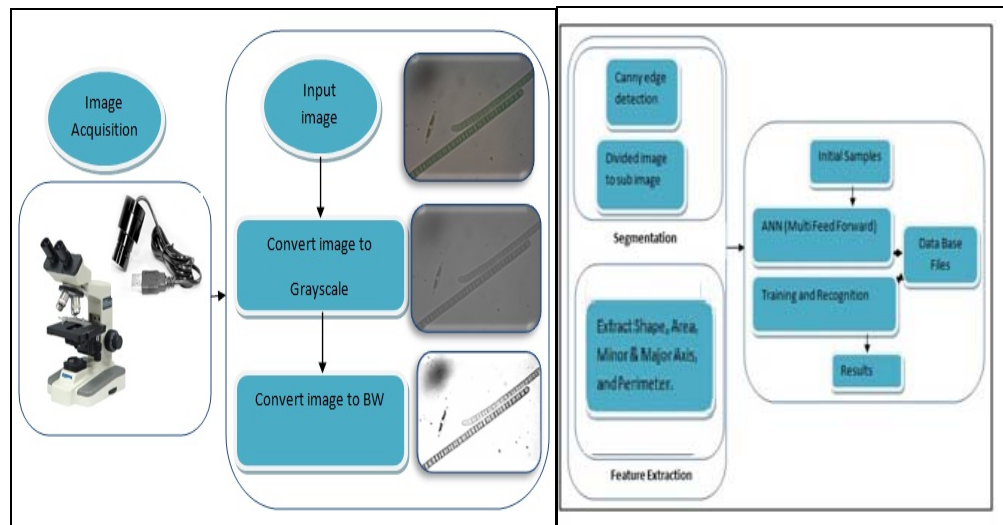 Image
Acquisition
Input
image
Convert image to
Grayscale
Convert image to BW
Canny edge
detection
Divided image
to sub image
Segmentation
Extract Shape, Area,
Minor & Major Axis,
and Perimeter.
Feature Extraction
Initial Samples
ANN (Multi Feed Forward)
Data Base
Files
Training and Recognition
Results